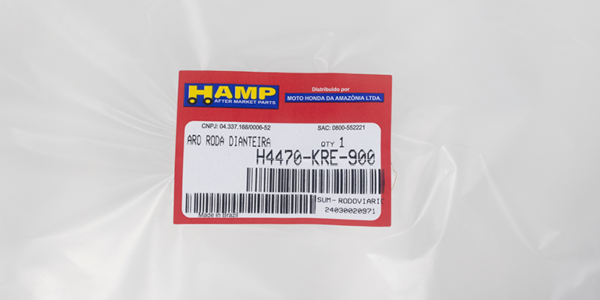 HAMP
AFTER MARKET PARTS
Distribuído por
MOTO HONDA DA AMAZÔNIA LTDA.
CNPJ: 04.337.168/0006-52
SAC: 0800-552221
ARO RODA DIANTEIRA
QTY 1
H4470-KRE-900
SUM-RODOVIARIO
24030020971
Made in Brazil